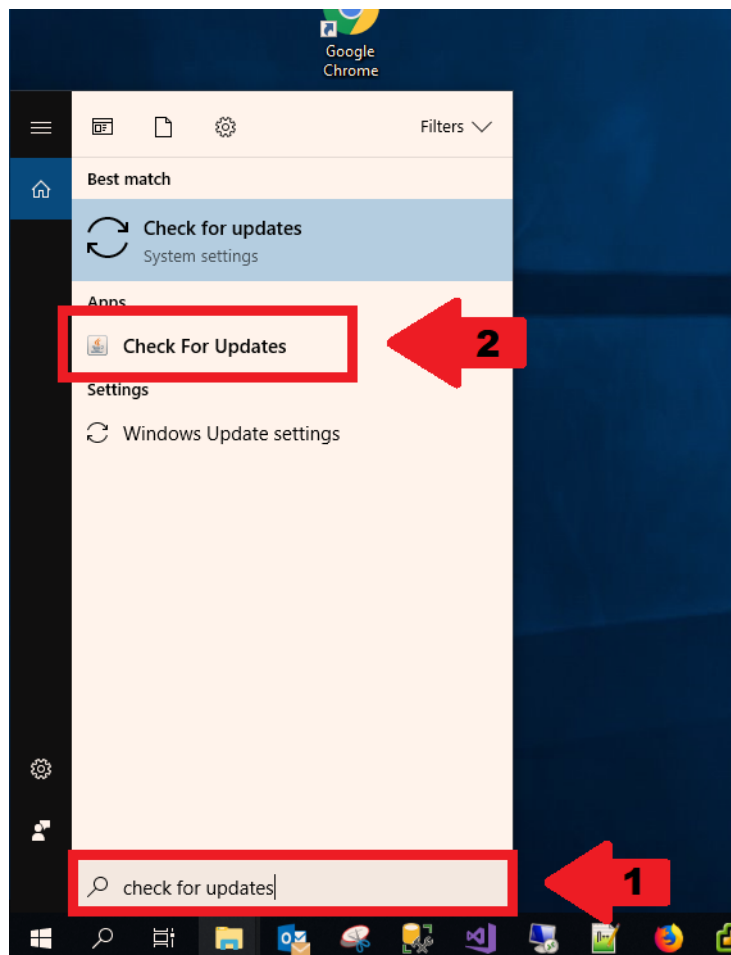 Google
Chrome
Filters
Best match
Check for updates
System settings
Apps
Check For Updates
2
Settings
Windows Update settings
check for updates
1